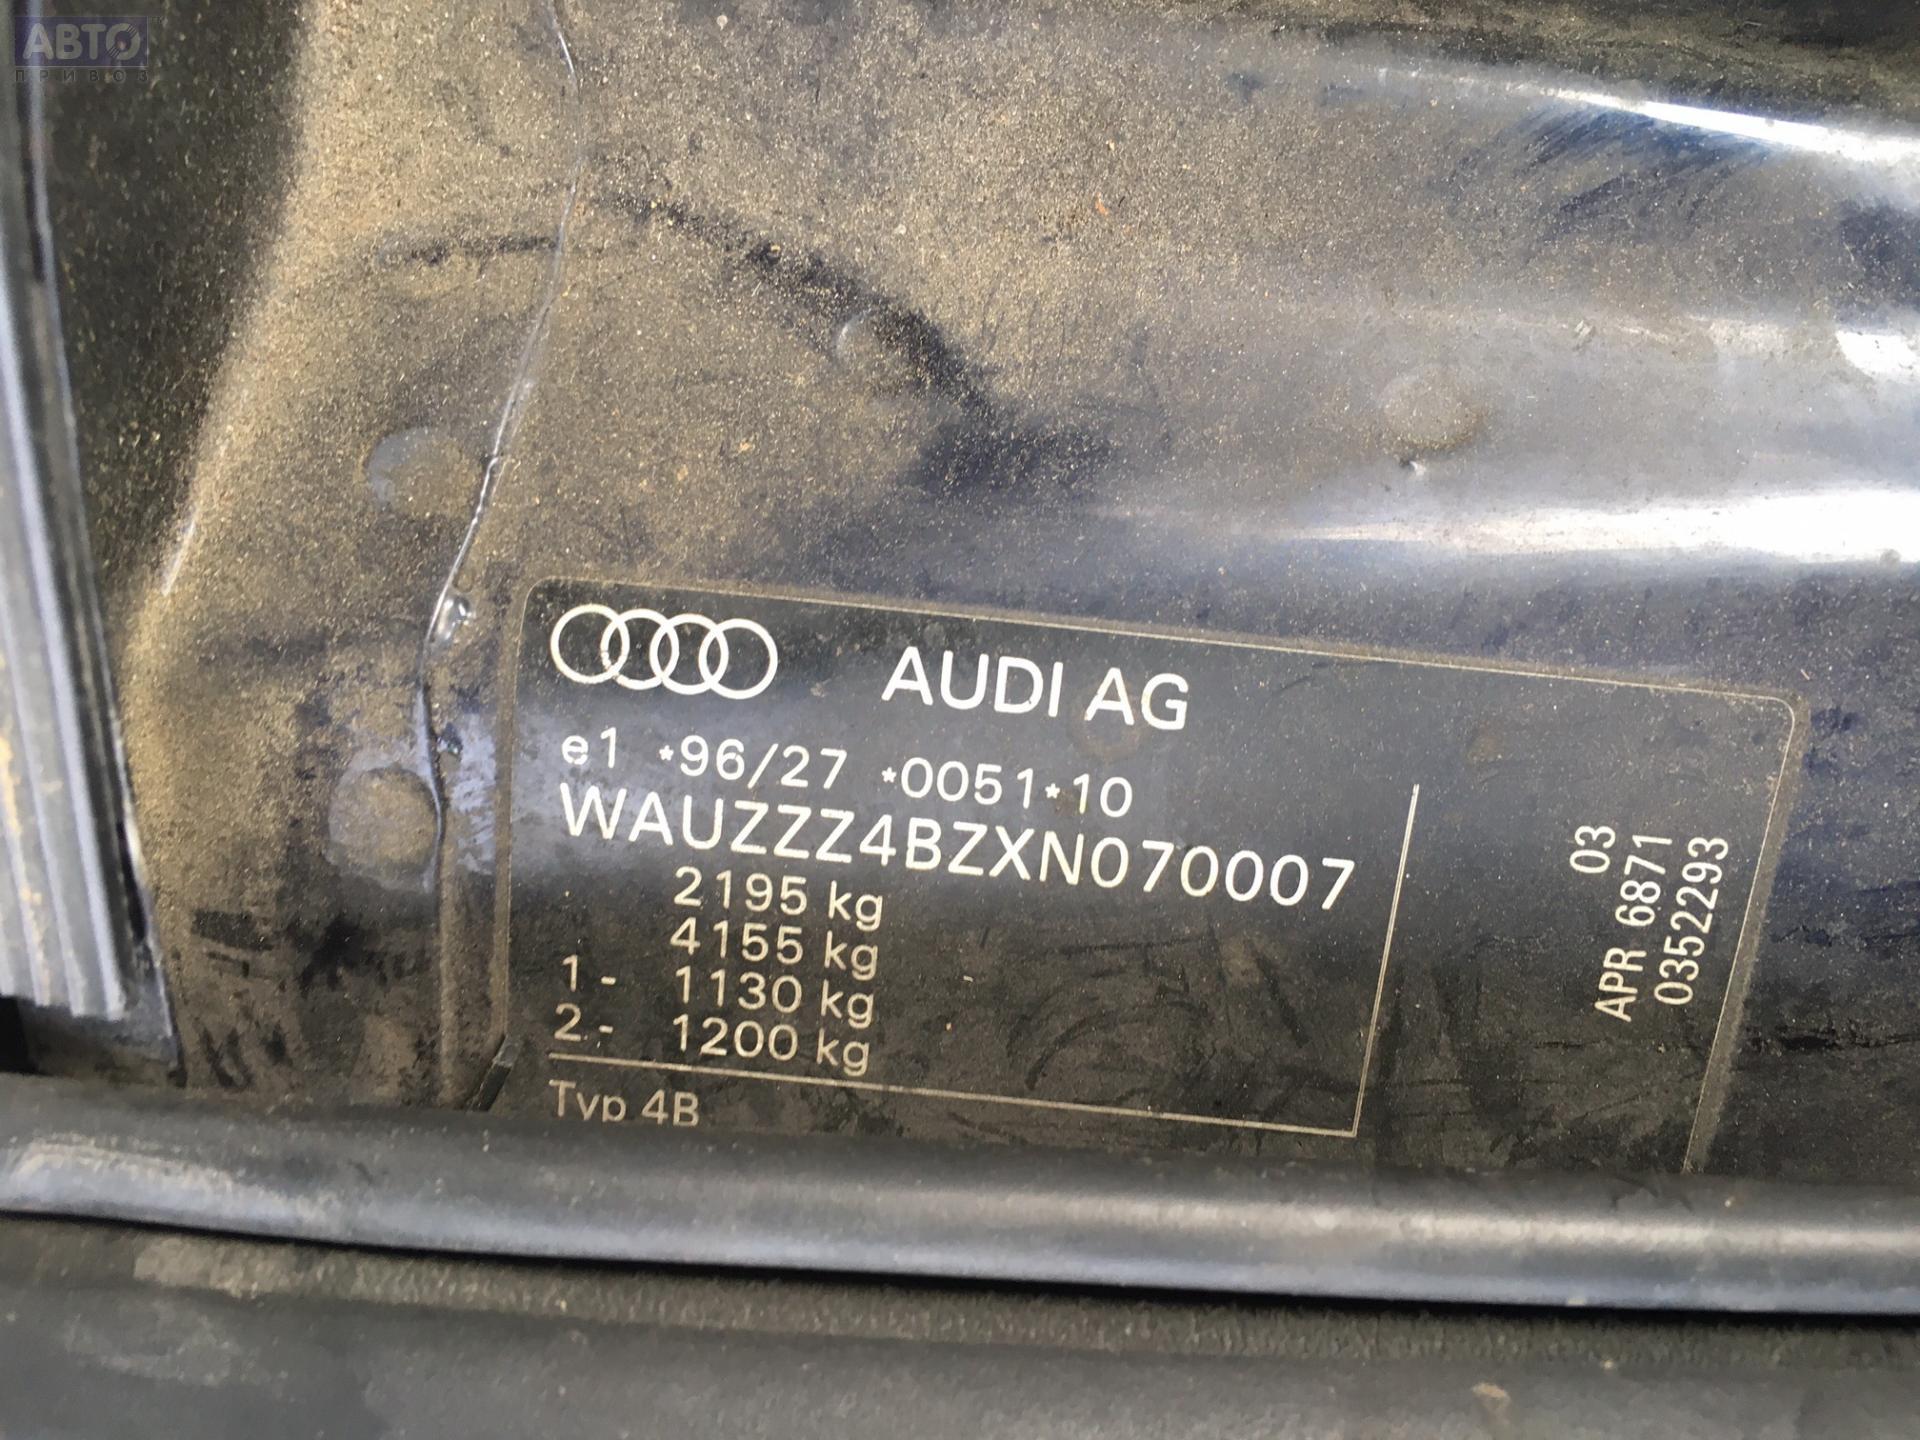 АВТО
ПРИВОЗ
AUDI AG
e1 *96/27 *0051*10
WAUZZZ4BZXN070007
2195 kg
4155 kg
1- 1130 kg
2.- 1200 kg
Typ 4B
03
APR 6871
0352293